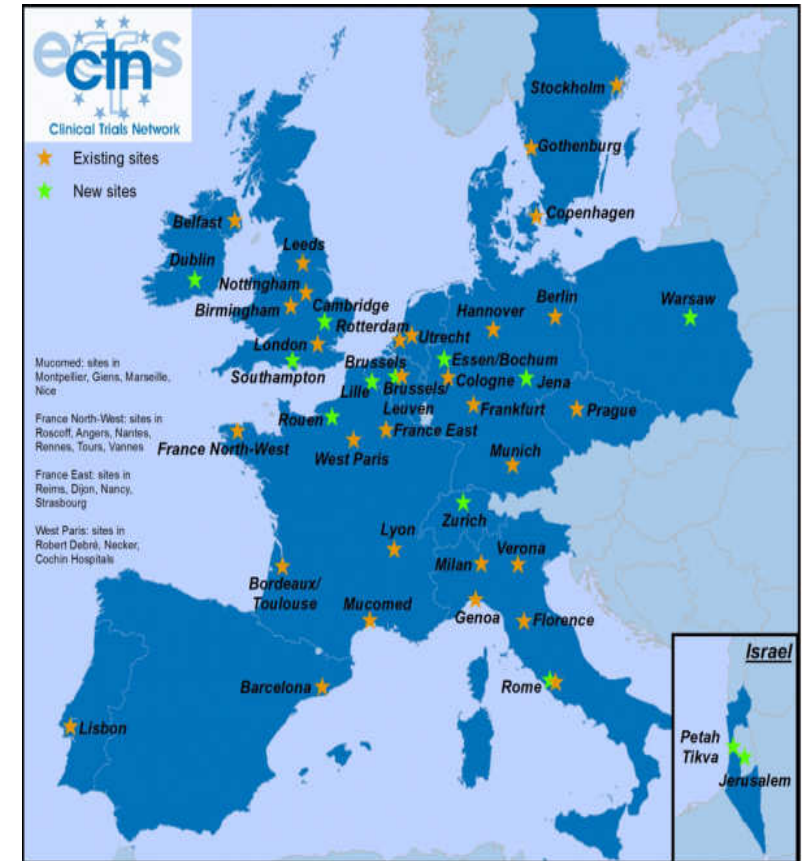 ecfs
ctn
Clinical Trials Network
Existing sites
New sites
Stockholm
Gothenburg
Copenhagen
Belfast
Leeds
Dublin
Nottingham
Birmingham
Cambridge
Hannover
Berlin
Warsaw
Rotterdam
Utrecht
London
Brussels
Essen/Bochum
Southampton
Lille
Brussels/
Leuven
Cologne
Jena
Rouen
Frankfurt
Prague
France East
France North-West
West Paris
Munich
Mucomed: sites in
Montpellier, Giens, Marseille,
Nice
France North-West: sites in
Roscoff, Angers, Nantes,
Rennes, Tours, Vannes
France East: sites in
Reims, Dijon, Nancy,
Strasbourg
West Paris: sites in
Robert Debré, Necker,
Cochin Hospitals
Zurich
Lyon
Verona
Milan
Bordeaux/
Toulouse
Mucomed
Genoa
Florence
Barcelona
Rome
Lisbon
Israel
Petah
Tikva
Jerusalem